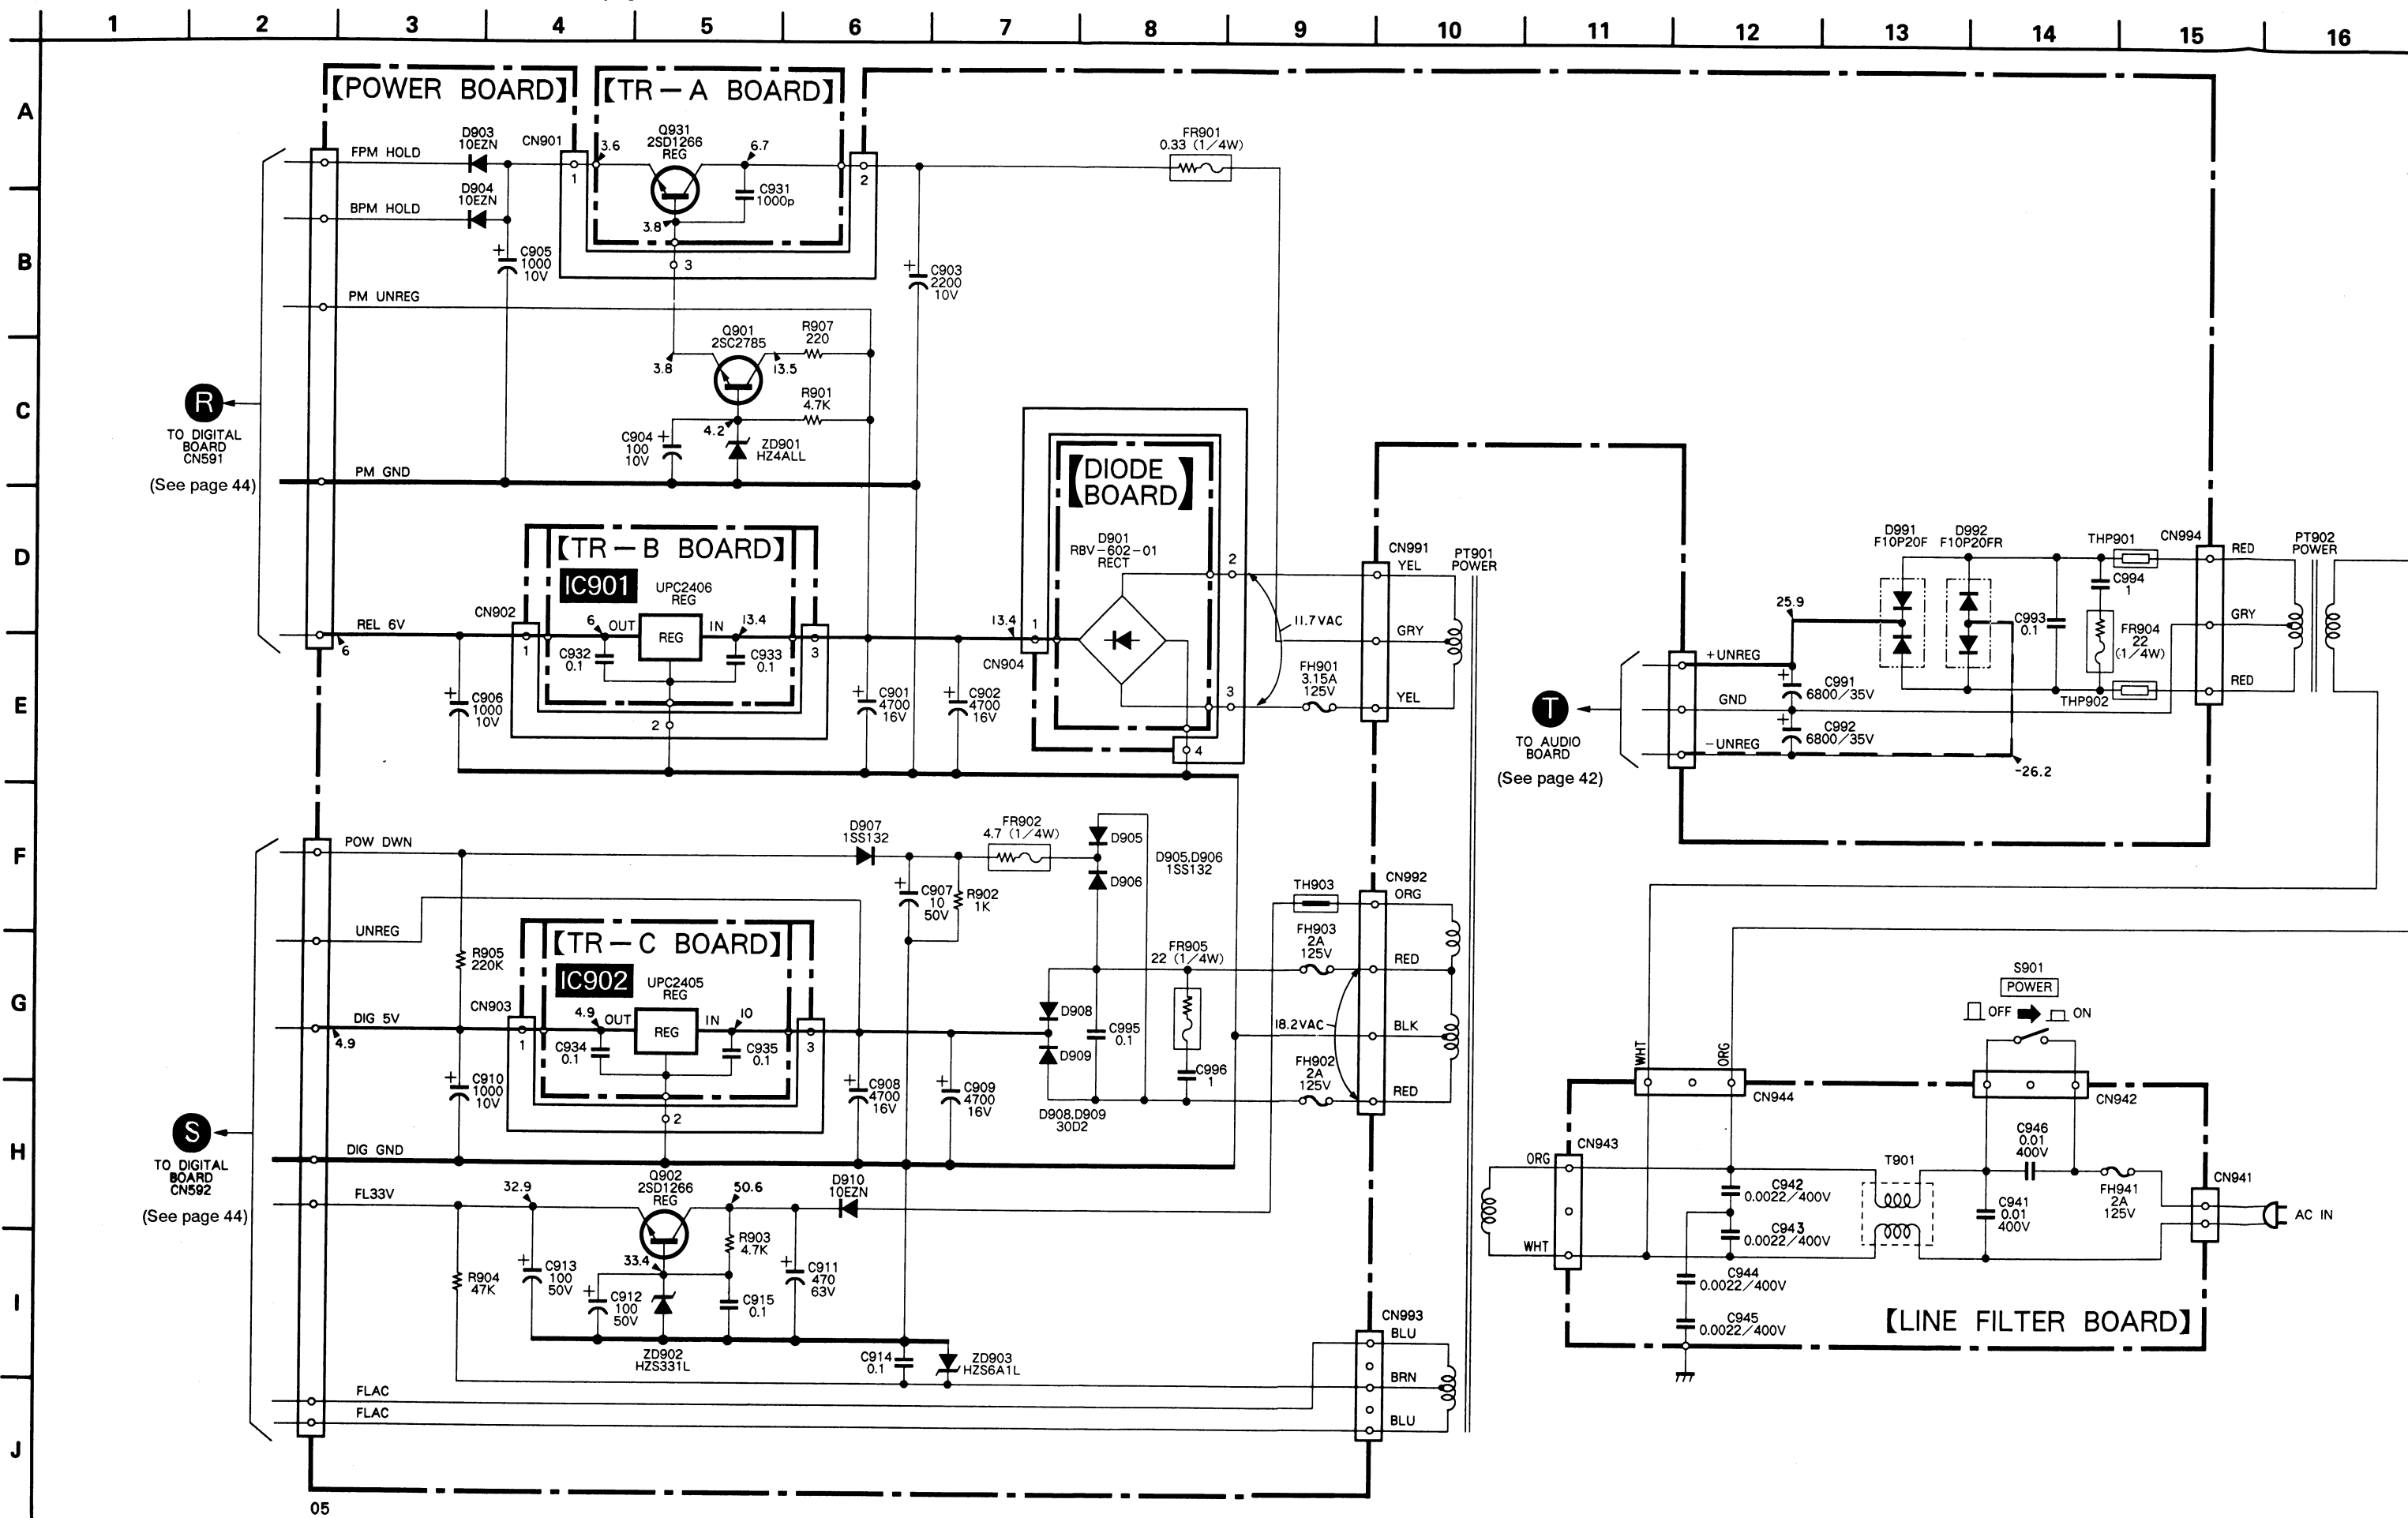 1 2 3 4 5 6 7 8 9 10 11 12 13 14 15 16
A
B
C
D
E
F
G
H
I
J
【POWER BOARD】
【TR-A BOARD】
FPM HOLD
D903
10EZN
CN901
1
3.6
Q931
2SD1266
REG
6.7
2
C931
1000p
3.8
3
FR901
0.33 (1/4W)
BPM HOLD
D904
10EZN
+ C905
1000
10V
+ C903
2200
10V
PM UNREG
Q901
2SC2785
R907
220
3.8
13.5
R901
4.7K
4.2
C904 +
100
10V
ZD901
HZ4ALL
R
TO DIGITAL
BOARD
CN591
(See page 44)
PM GND
【DIODE
BOARD】
D901
RBV-602-01
RECT
2
1
3
4
13.4
CN904
【TR-B BOARD】
IC901
UPC2406
REG
CN902
REL 6V
6
6
OUT
REG
IN
13.4
1
3
C932
0.1
C933
0.1
2
+ C906
1000
10V
+ C901
4700
16V
+ C902
4700
16V
11.7VAC
FH901
3.15A
125V
CN991
YEL
GRY
YEL
PT901
POWER
D991
F10P20F
D992
F10P20FR
THP901
CN994
RED
PT902
POWER
C994
1
25.9
C993
0.1
FR904
22
(1/4W)
GRY
+UNREG
+ C991
6800/35V
THP902
RED
GND
+ C992
6800/35V
-UNREG
-26.2
T
TO AUDIO
BOARD
(See page 42)
POW DWN
D907
1SS132
FR902
4.7 (1/4W)
D905
D905,D906
1SS132
D906
+ C907
10
50V
R902
1K
TH903
CN992
ORG
UNREG
R905
220K
【TR-C BOARD】
IC902
UPC2405
REG
FR905
22 (1/4W)
FH903
2A
125V
RED
CN903
DIG 5V
4.9
4.9
OUT
REG
IN
10
1
3
C934
0.1
C935
0.1
2
D908
C995
0.1
D909
18.2VAC
BLK
FH902
2A
125V
C996
1
RED
+ C910
1000
10V
+ C908
4700
16V
+ C909
4700
16V
D908,D909
30D2
S
TO DIGITAL
BOARD
CN592
(See page 44)
DIG GND
FL33V
32.9
Q902
2SD1266
REG
50.6
D910
10EZN
33.4
R903
4.7K
R904
47K
+ C913
100
50V
+ C912
100
50V
C915
0.1
+ C911
470
63V
ZD902
HZS331L
C914
0.1
ZD903
HZS6A1L
CN993
BLU
BRN
BLU
FLAC
FLAC
S901
POWER
OFF
ON
WHT
ORG
CN944
CN942
CN943
ORG
C946
0.01
400V
T901
C942
0.0022/400V
C943
0.0022/400V
C941
0.01
400V
FH941
2A
125V
CN941
AC IN
WHT
C944
0.0022/400V
C945
0.0022/400V
【LINE FILTER BOARD】
05